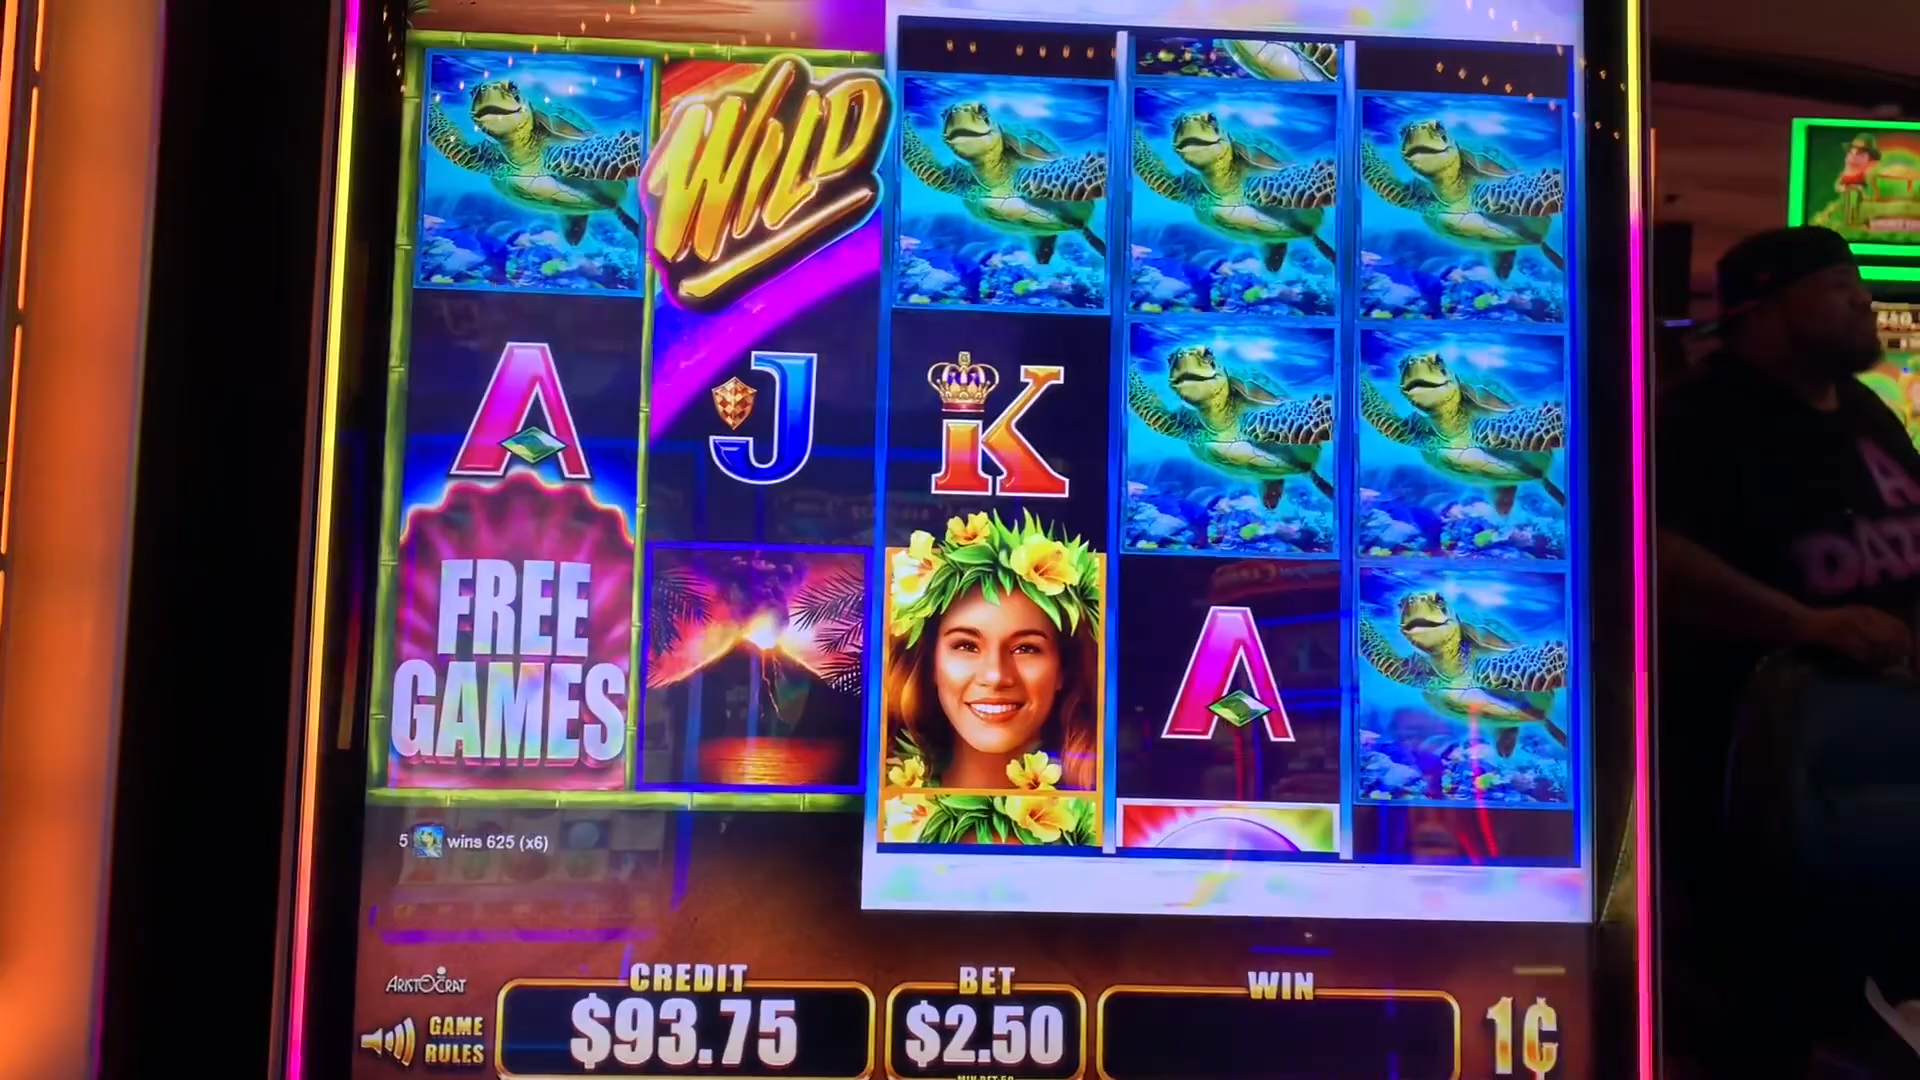 WILD
A
J
K
FREE
GAMES
A
5 wins 625 (x6)
ARISTOCRAT
CREDIT
BET
WIN
$93.75
$2.50
1¢
GAME
RULES
A